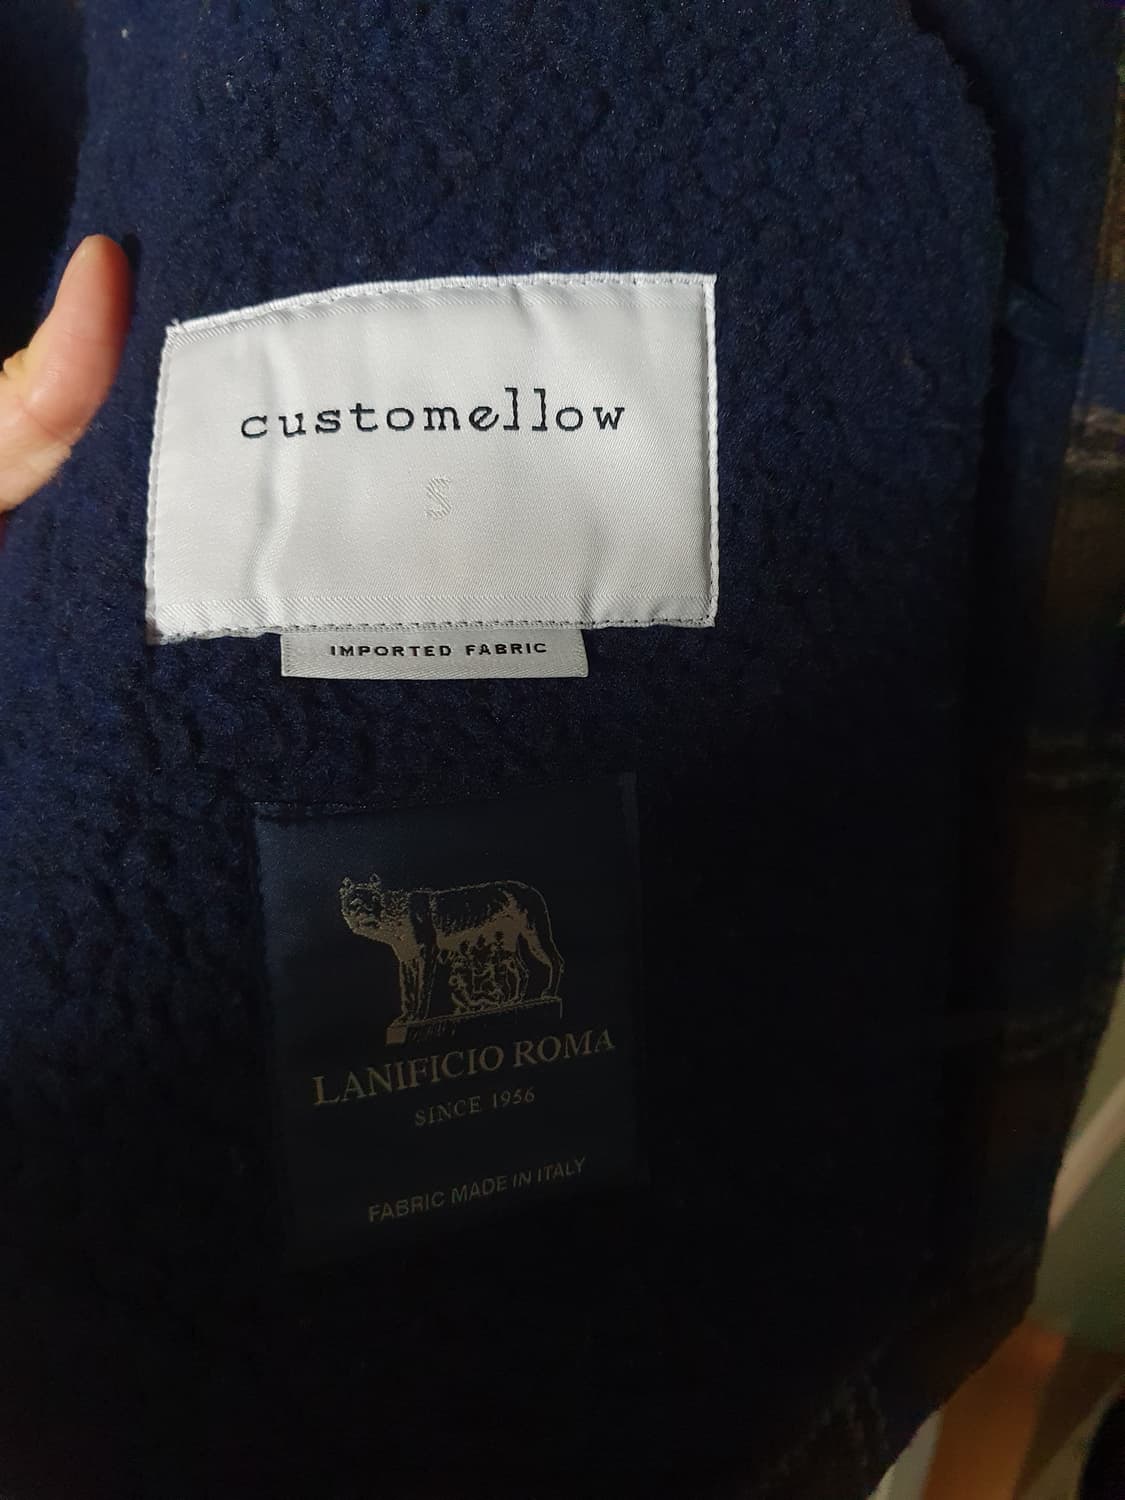 customellow
S
IMPORTED FABRIC
LANIFICIO ROMA
SINCE 1956
FABRIC MADE IN ITALY